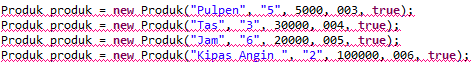 Produk produk = new Produk("Pulpen", "5", 5000, 003, true);
Produk produk = new Produk("Tas", "3", 30000, 004, true);
Produk produk = new Produk("Jam", "6", 20000, 005, true);
Produk produk = new Produk("Kipas Angin ", "2", 100000, 006, true);